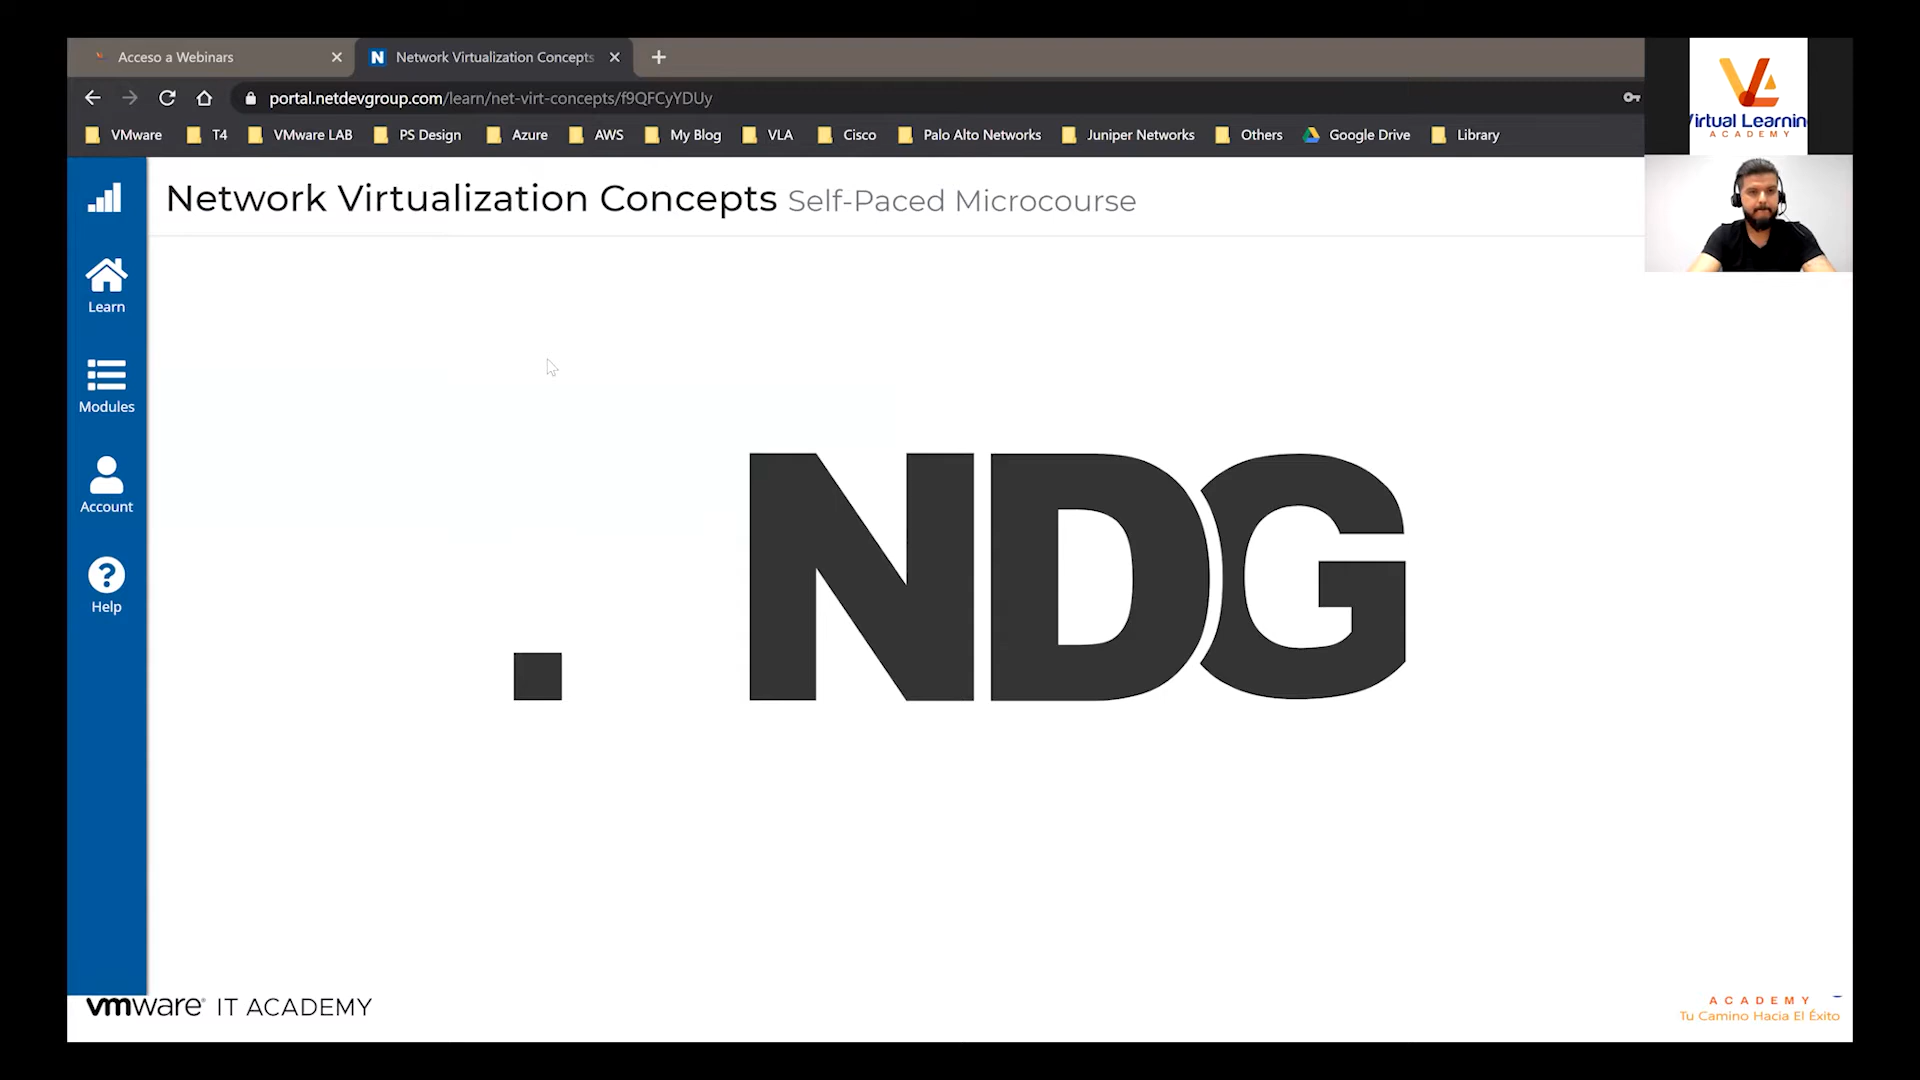 Acceso a Webinars
Network Virtualization Concepts
portal.netdevgroup.com/learn/net-virt-concepts/f9QFCyYDUy
VMware T4 VMware LAB PS Design Azure AWS My Blog VLA Cisco Palo Alto Networks Juniper Networks Others Google Drive Library
Virtual Learning
ACADEMY
Network Virtualization Concepts Self-Paced Microcourse
Learn
Modules
Account
Help
NDG
vmware IT ACADEMY
ACADEMY
Tu Camino Hacia El Éxito